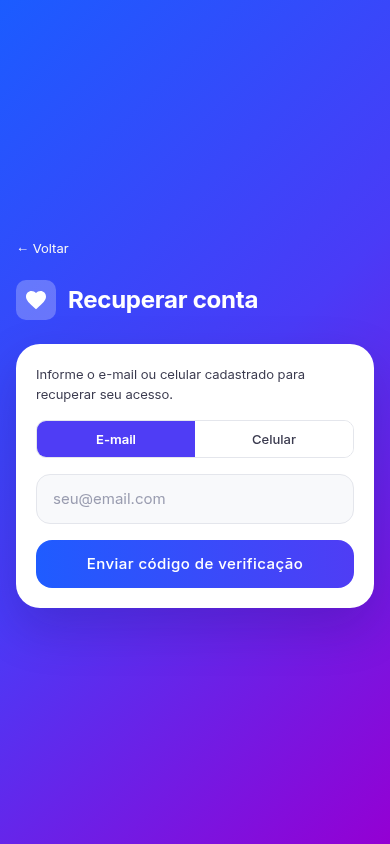 ← Voltar
Recuperar conta
Informe o e-mail ou celular cadastrado para
recuperar seu acesso.
E-mail
Celular
seu@email.com
Enviar código de verificação